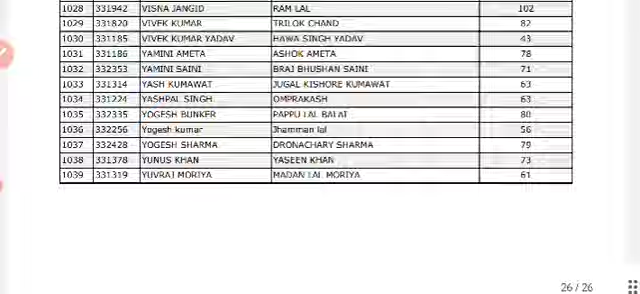 1028 331942 VISNA JANGID RAM LAL 102
1029 331820 VIVEK KUMAR TRILOK CHAND 82
1030 331185 VIVEK KUMAR YADAV HAWA SINGH YADAV 43
1031 331186 YAMINI AMETA ASHOK AMETA 78
1032 332353 YAMINI SAINI BRAJ BHUSHAN SAINI 71
1033 331314 YASH KUMAWAT JUGAL KISHORE KUMAWAT 63
1034 331224 YASHPAL SINGH OMPRAKASH 63
1035 332335 YOGESH BUNKER PAPPU LAL BALAI 80
1036 332256 Yogesh kumar Jhamman lal 56
1037 332428 YOGESH SHARMA DRONACHARY SHARMA 79
1038 331378 YUNUS KHAN YASEEN KHAN 73
1039 331319 YUVRAJ MORIYA MADAN LAL MORIYA 61
26 / 26